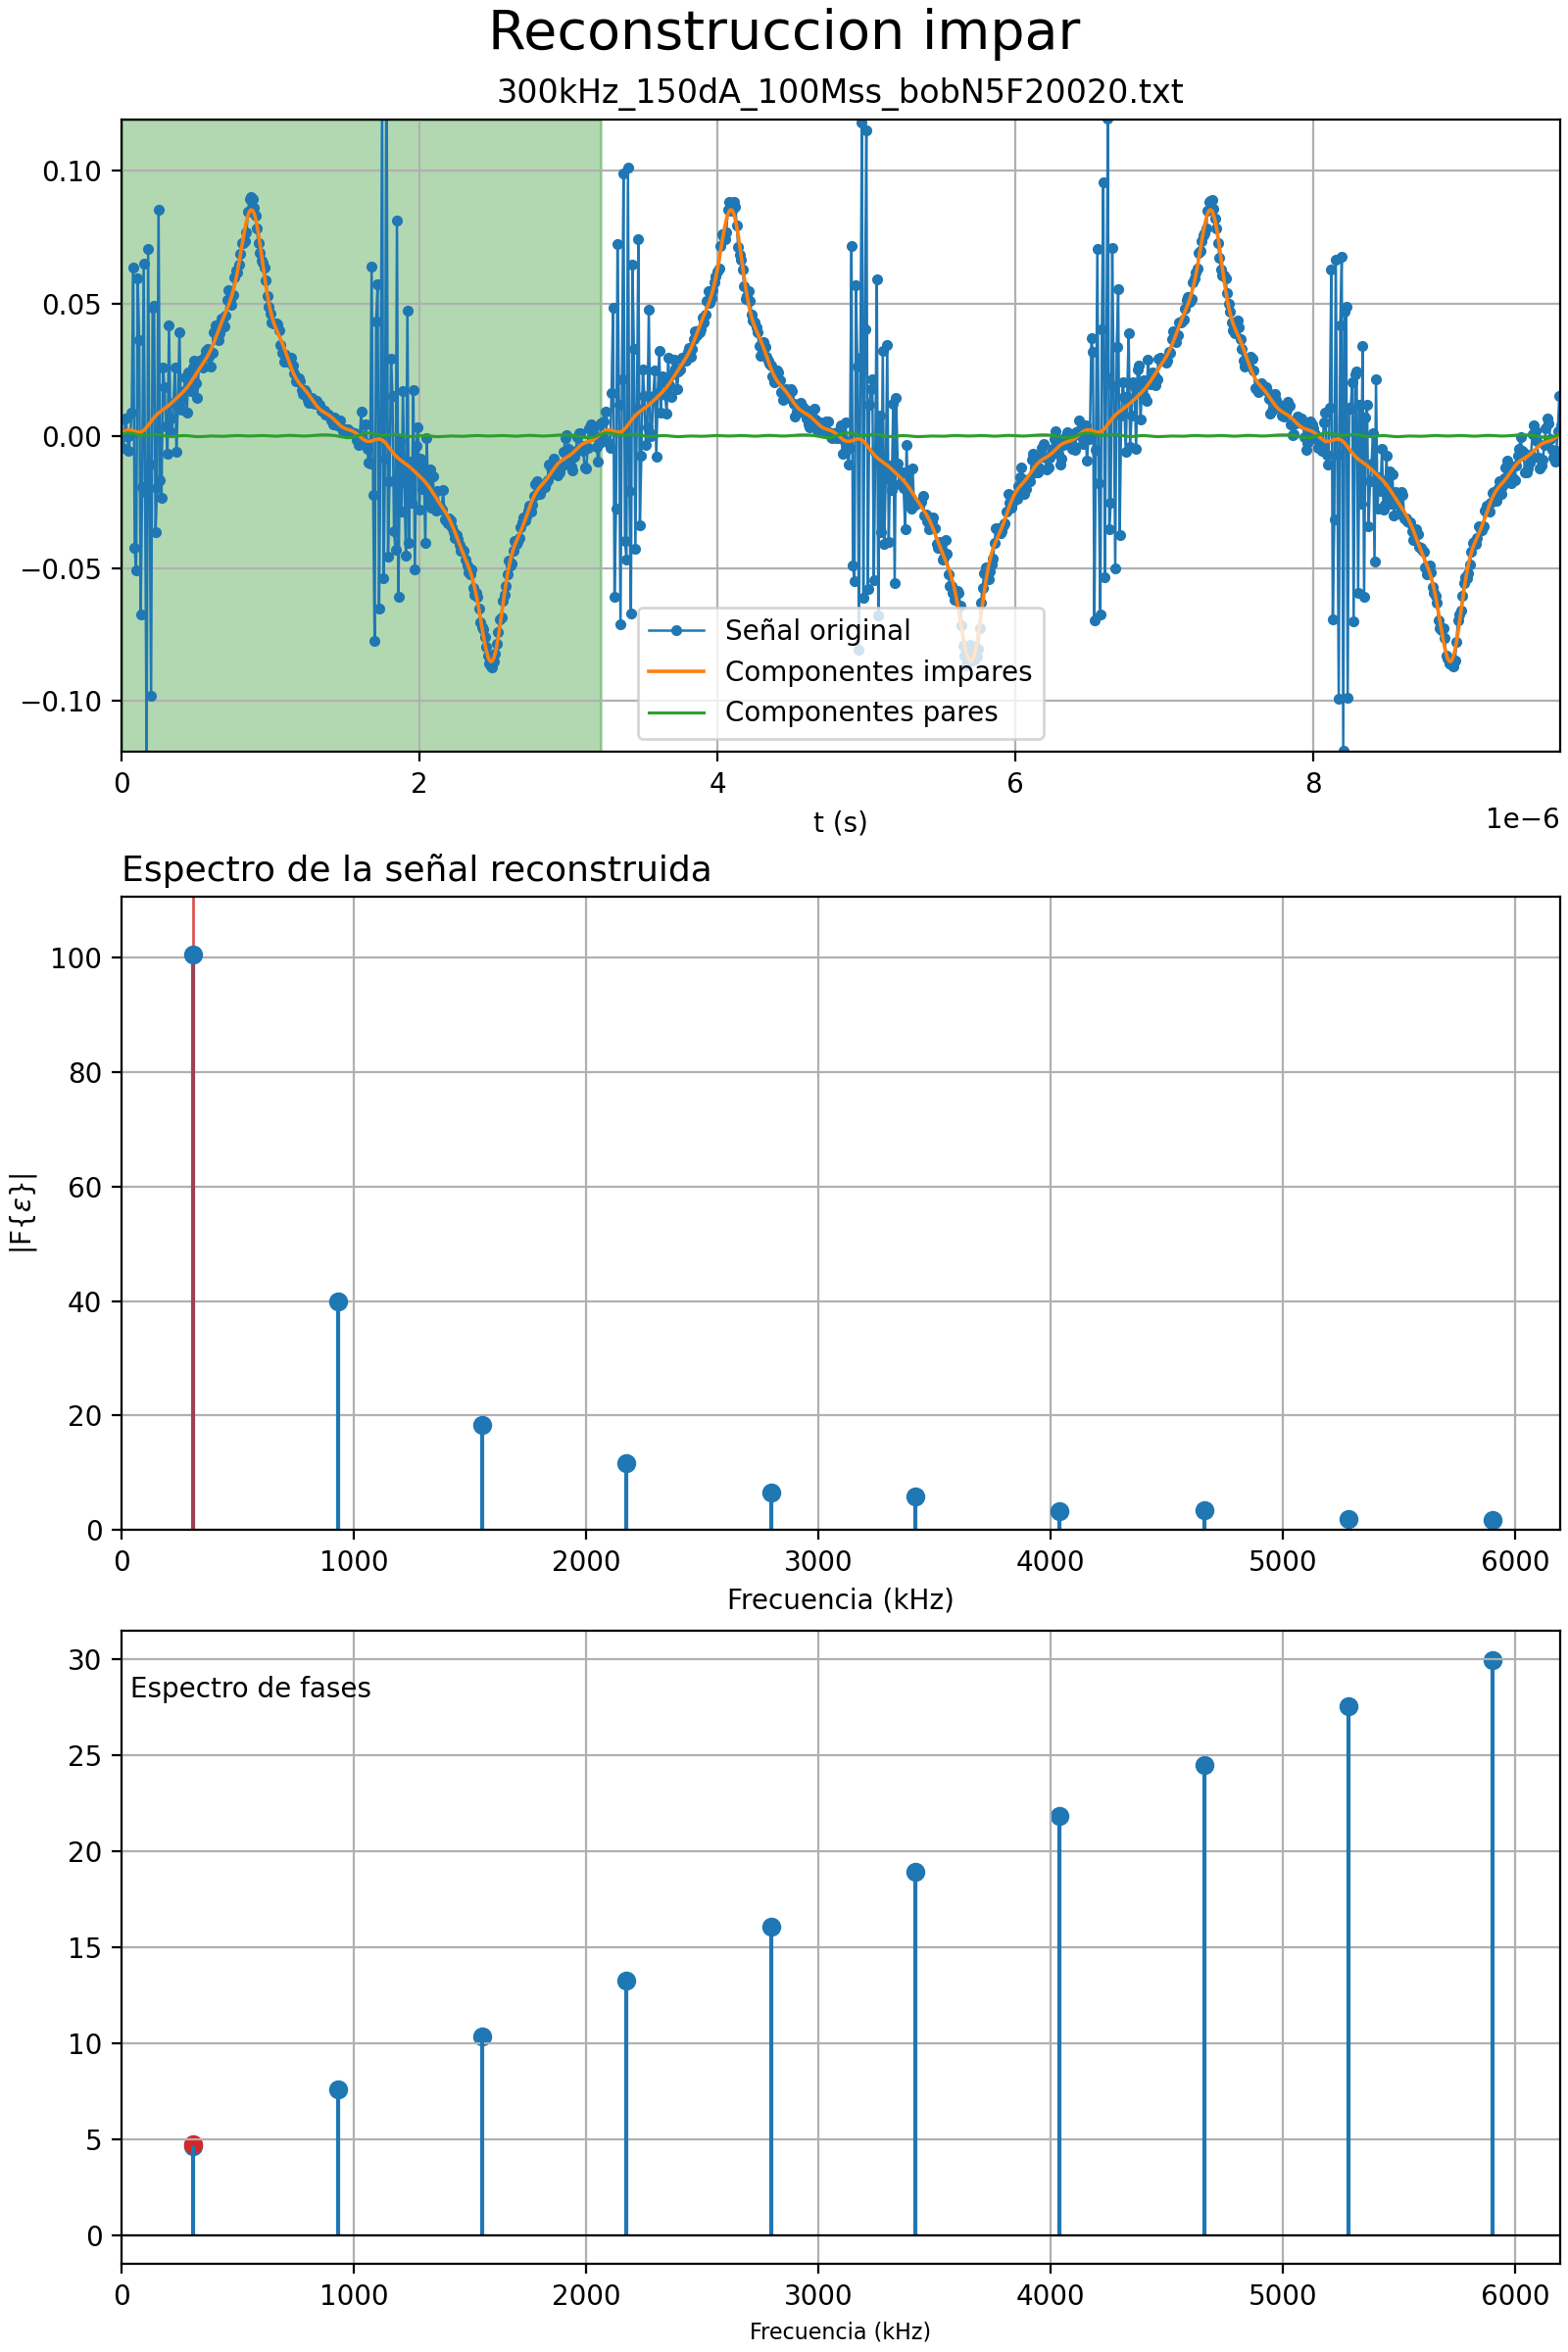 Reconstruccion impar
300kHz_150dA_100Mss_bobN5F20020.txt
0.10
0.05
0.00
−0.05
−0.10
Señal original
Componentes impares
Componentes pares
0 2 4 6 8
1e−6
t (s)
Espectro de la señal reconstruida
100
80
60
40
20
0
|F{ε}|
0 1000 2000 3000 4000 5000 6000
Frecuencia (kHz)
30
Espectro de fases
25
20
15
10
5
0
0 1000 2000 3000 4000 5000 6000
Frecuencia (kHz)